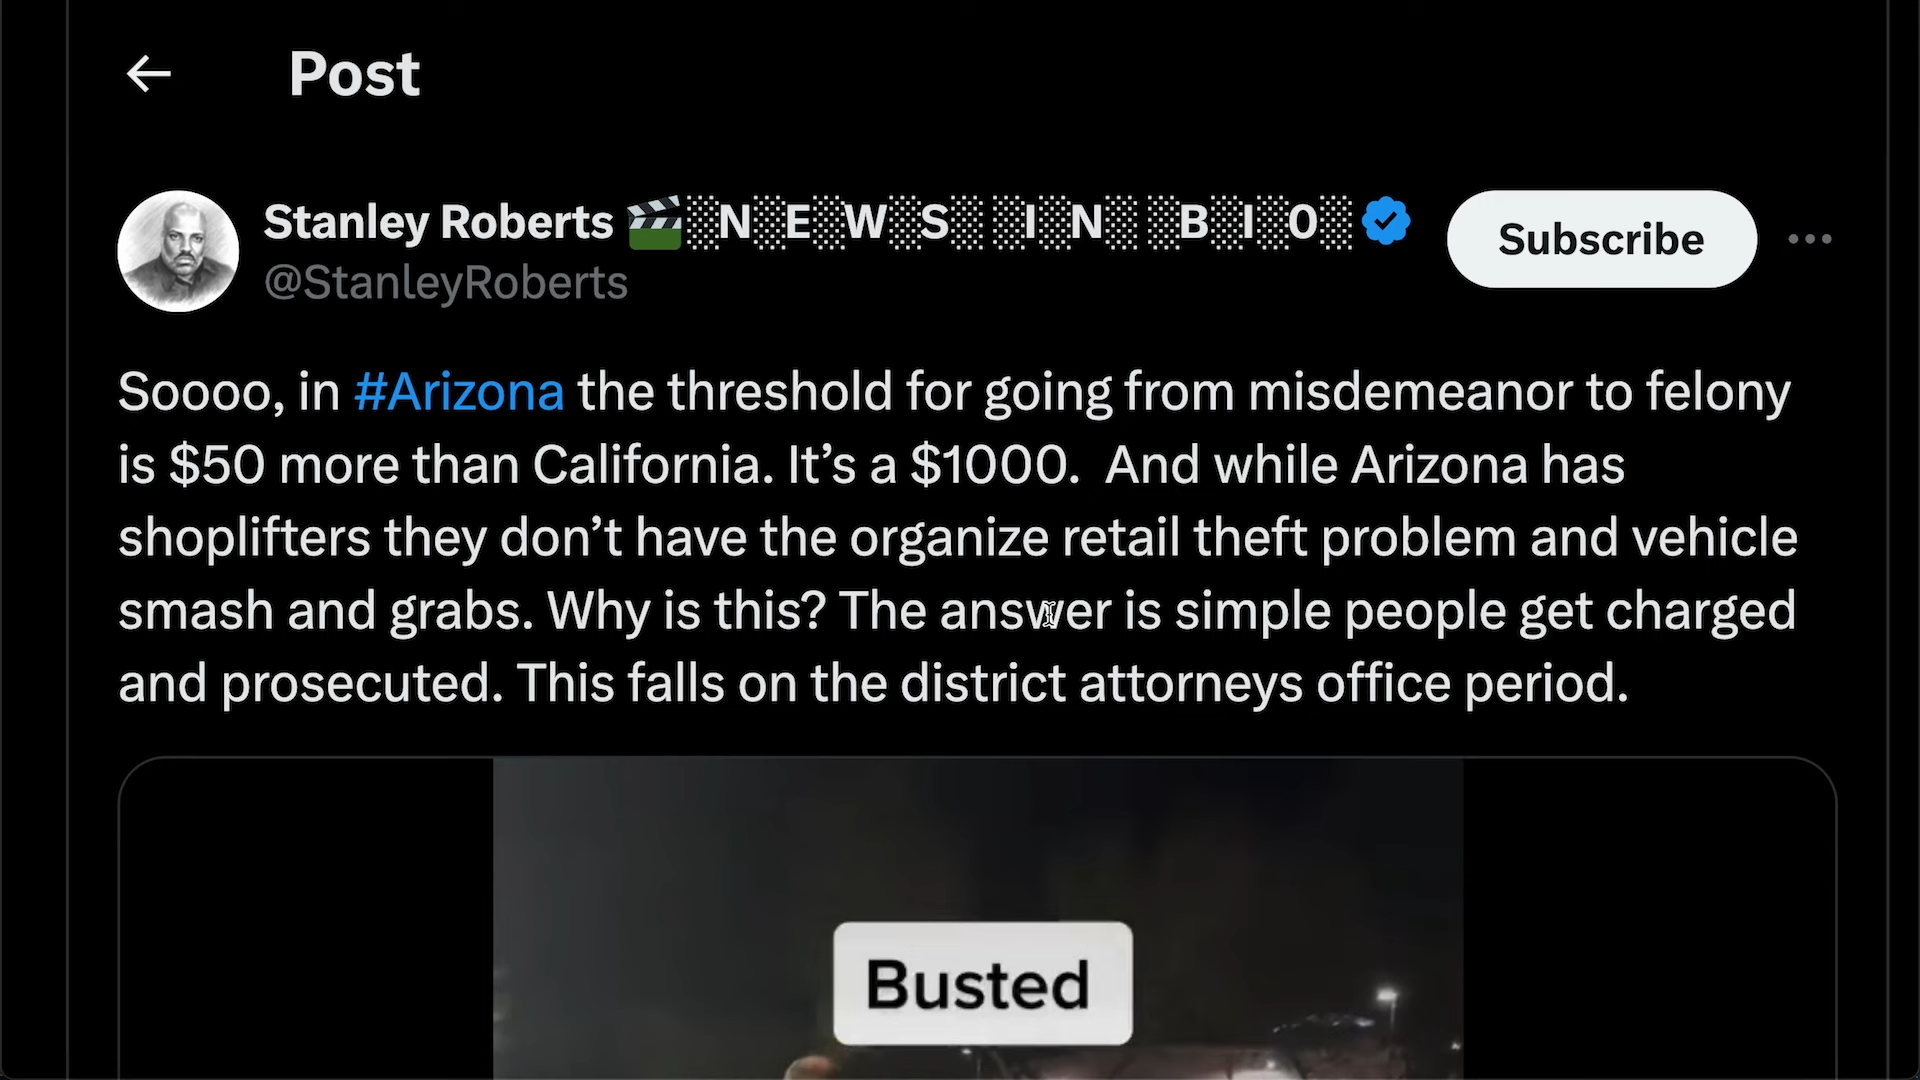 Post
Stanley Roberts 🎬░N░E░W░S░ ░I░N░ ░B░I░O░
Subscribe
@StanleyRoberts
Soooo, in #Arizona the threshold for going from misdemeanor to felony
is $50 more than California. It’s a $1000.  And while Arizona has
shoplifters they don’t have the organize retail theft problem and vehicle
smash and grabs. Why is this? The answer is simple people get charged
and prosecuted. This falls on the district attorneys office period.
Busted